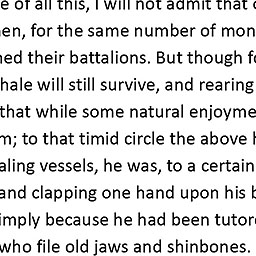 e of all this, I will not admit that
en, for the same number of mon
ned their battalions. But though f
hale will still survive, and rearing
that while some natural enjoyme
m; to that timid circle the above
aling vessels, he was, to a certain
and clapping one hand upon his
imply because he had been tutor
who file old jaws and shinbones.